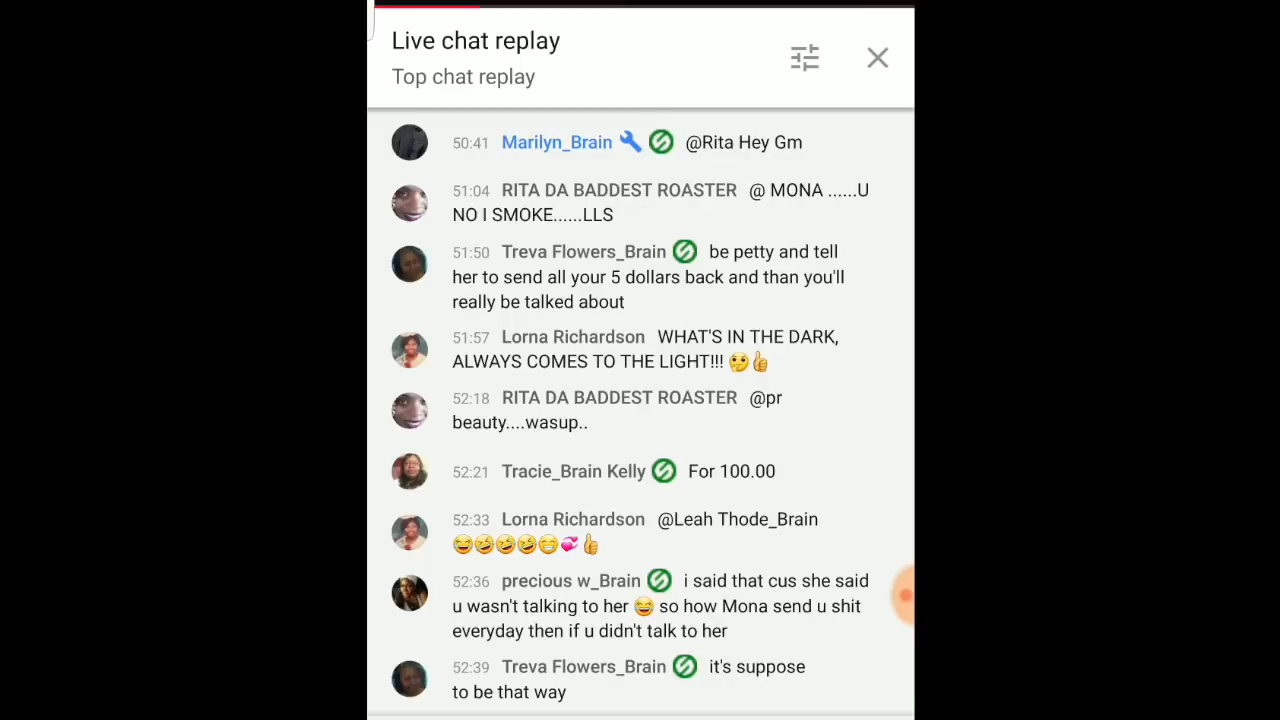 Live chat replay
Top chat replay
50:41 Marilyn_Brain @Rita Hey Gm
51:04 RITA DA BADDEST ROASTER @ MONA ......U
NO I SMOKE......LLS
51:50 Treva Flowers_Brain be petty and tell
her to send all your 5 dollars back and than you'll
really be talked about
51:57 Lorna Richardson WHAT'S IN THE DARK,
ALWAYS COMES TO THE LIGHT!!! 🤔👍
52:18 RITA DA BADDEST ROASTER @pr
beauty....wasup..
52:21 Tracie_Brain Kelly For 100.00
52:33 Lorna Richardson @Leah Thode_Brain
😂🤣🤣🤣😁💞👍
52:36 precious w_Brain i said that cus she said
u wasn't talking to her 😂 so how Mona send u shit
everyday then if u didn't talk to her
52:39 Treva Flowers_Brain it's suppose
to be that way